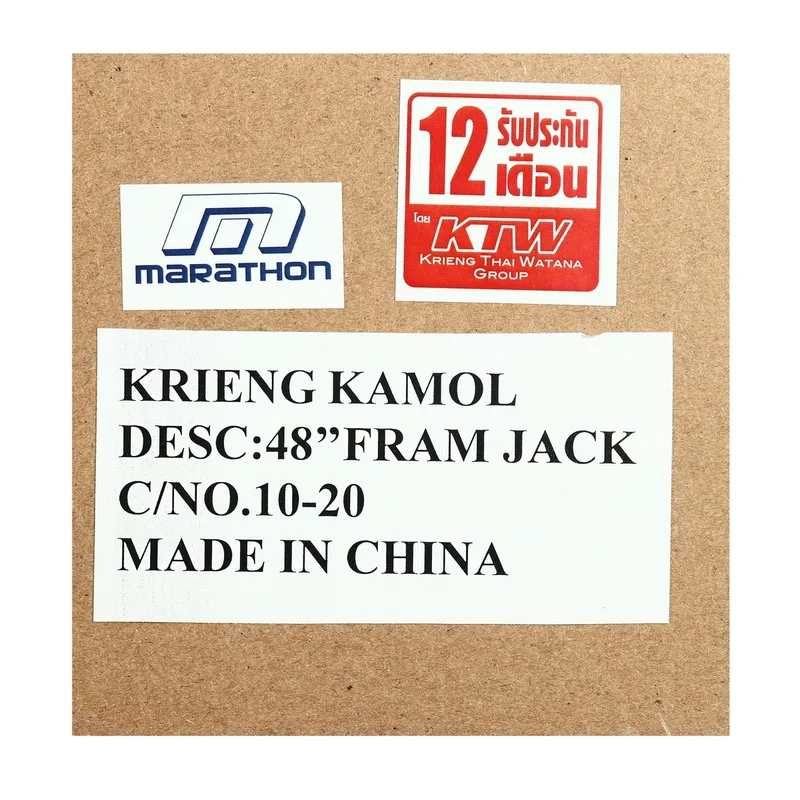 marathon
12 รับประกัน
เดือน
โดย
KTW
KRIENG THAI WATANA
GROUP
KRIENG KAMOL
DESC:48”FRAM JACK
C/NO.10-20
MADE IN CHINA